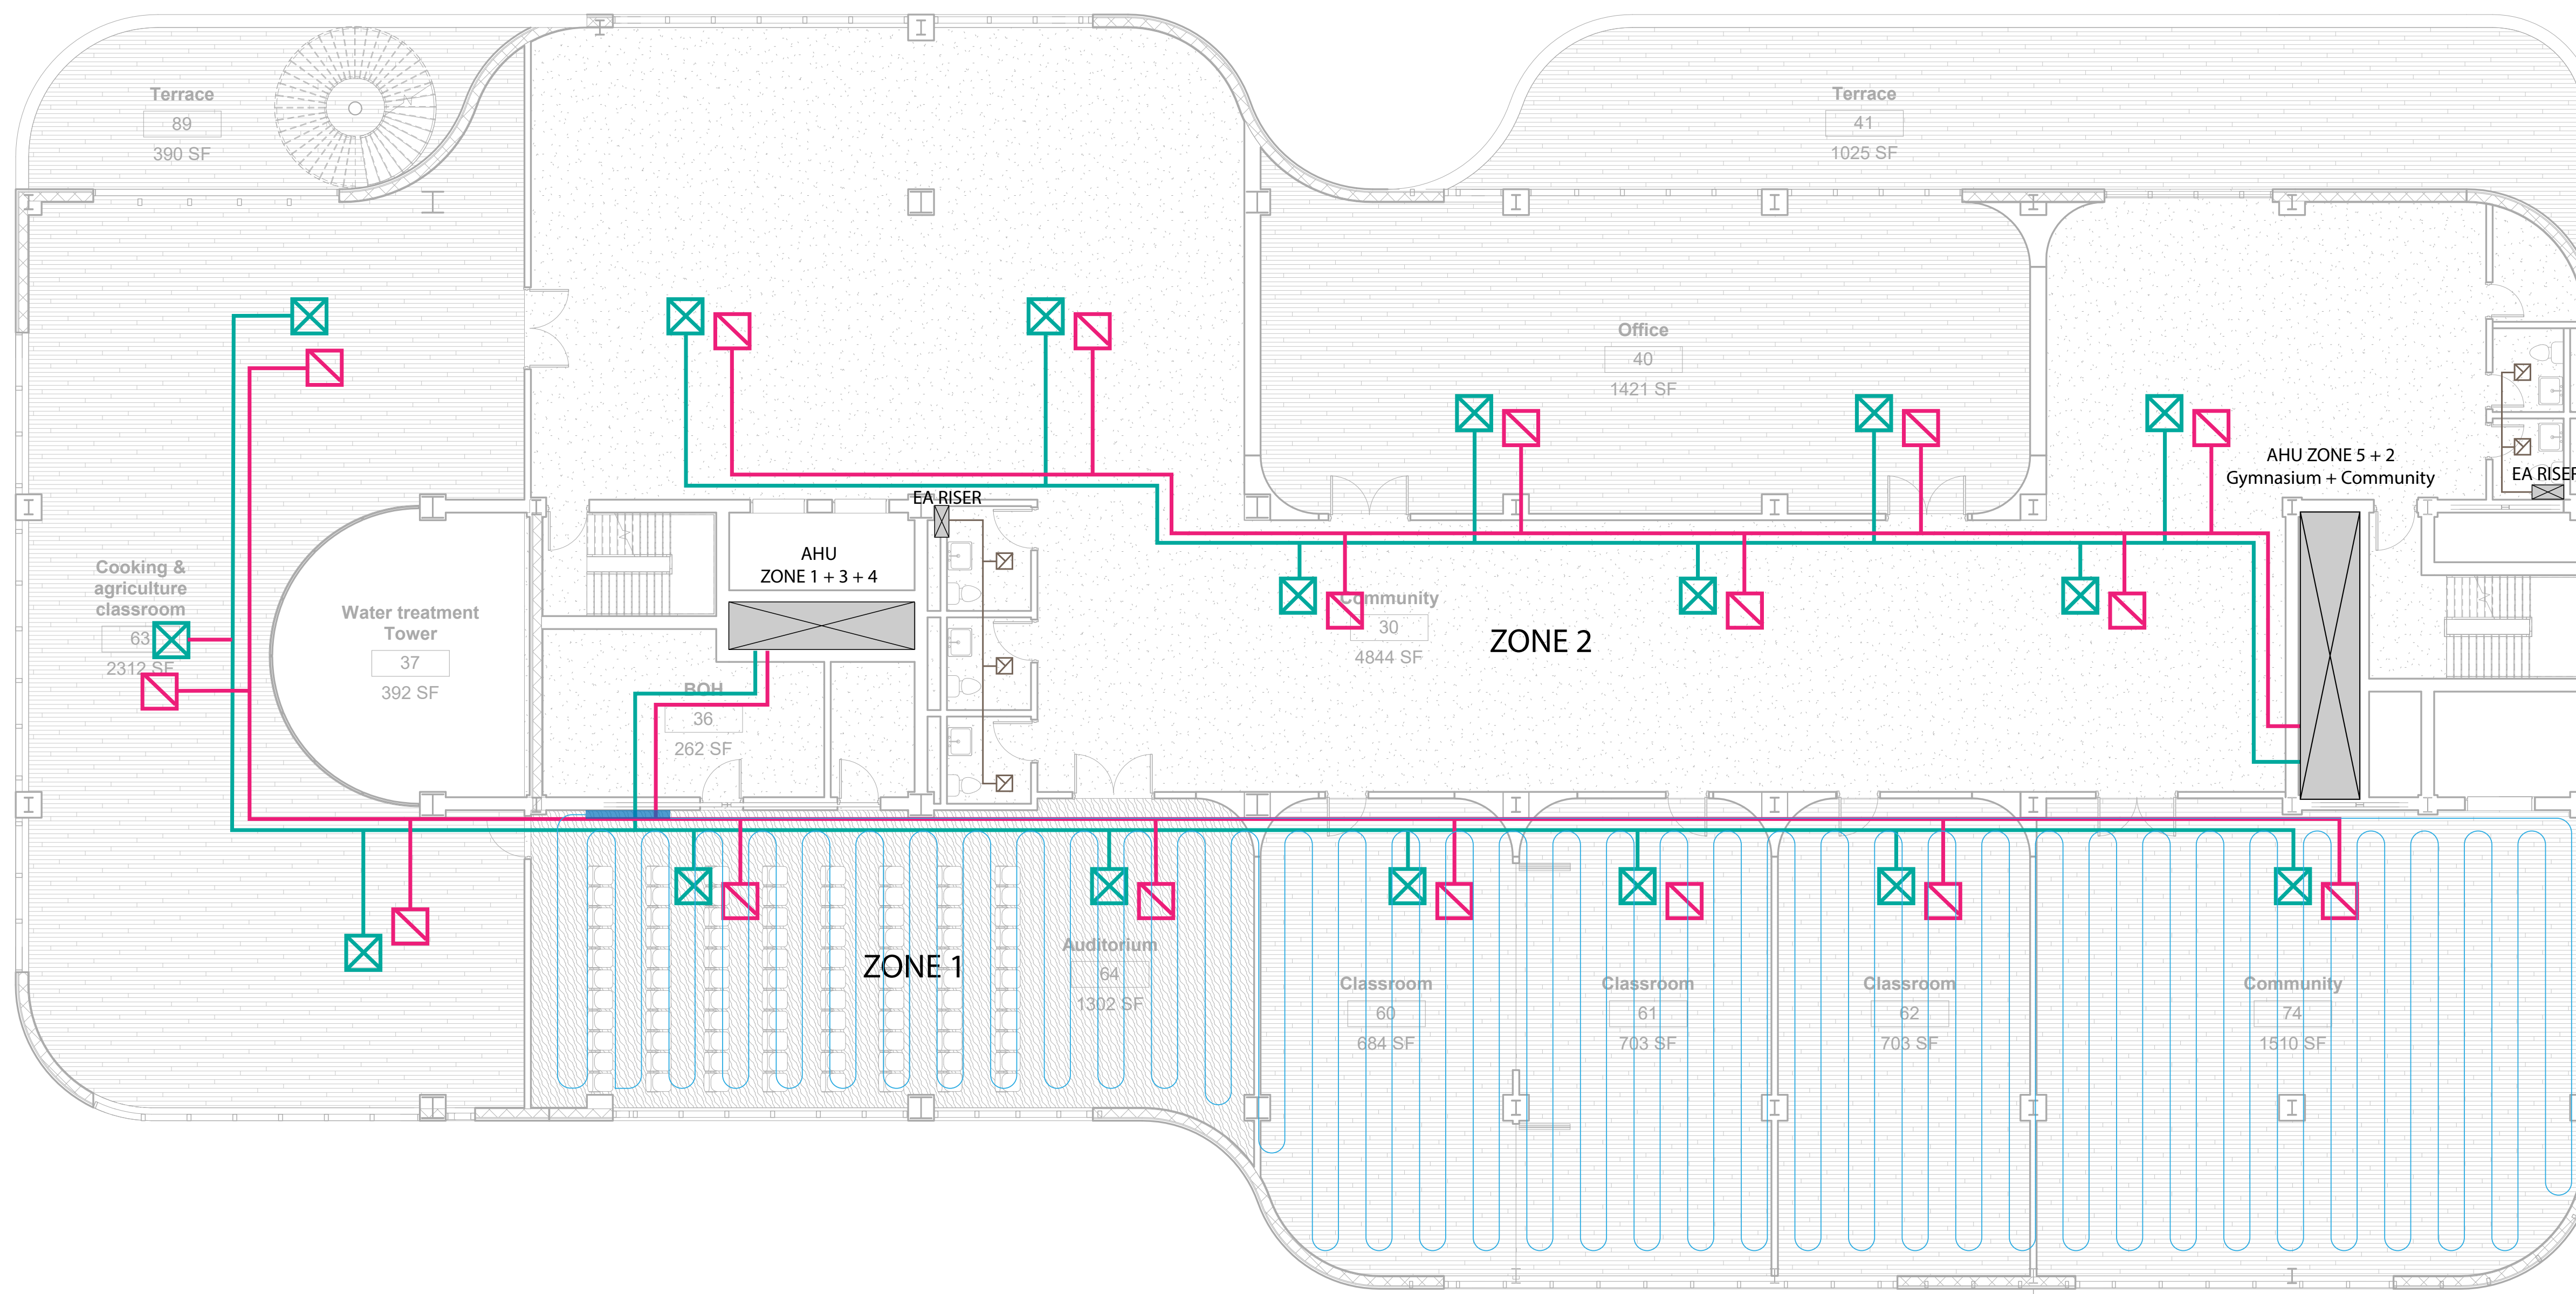 Terrace
89
390 SF
Terrace
41
1025 SF
Office
40
1421 SF
AHU ZONE 5 + 2
Gymnasium + Community
EA RISER
EA RISER
AHU
ZONE 1 + 3 + 4
Cooking &
agriculture
classroom
63
2312 SF
Water treatment
Tower
37
392 SF
BOH
36
262 SF
Community
30
4844 SF
ZONE 2
ZONE 1
Auditorium
64
1302 SF
Classroom
60
684 SF
Classroom
61
703 SF
Classroom
62
703 SF
Community
74
1510 SF